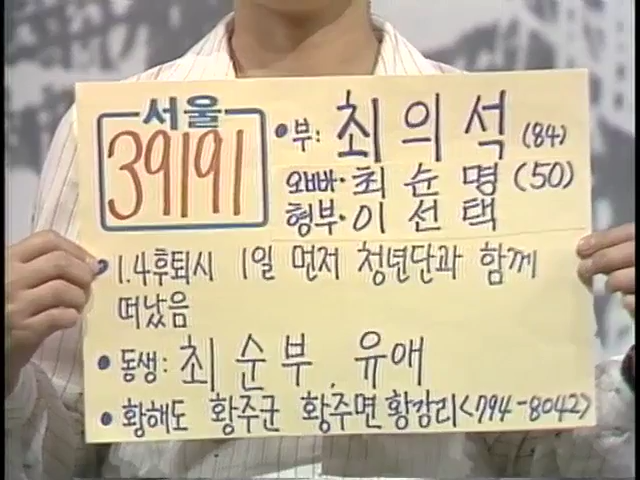 서울
39191
• 부: 최의석 (84)
오빠·최순명 (50)
형부·이선택
• 1.4후퇴시 1일 먼저 청년단과 함께
떠났음
• 동생: 최순부, 유애
• 황해도 황주군 황주면 황강리<794-8042>